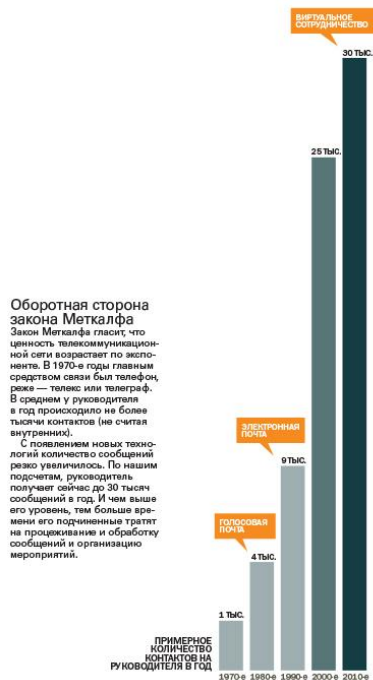 ВИРТУАЛЬНОЕ
СОТРУДНИЧЕСТВО
30 ТЫС.
25 ТЫС.
Оборотная сторона
закона Меткалфа
Закон Меткалфа гласит, что
ценность телекоммуникацион-
ной сети возрастает по экспо-
ненте. В 1970-е годы главным
средством связи был телефон,
реже — телекс или телеграф.
В среднем у руководителя
в год происходило не более
тысячи контактов (не считая
внутренних).
С появлением новых техно-
логий количество сообщений
резко увеличилось. По нашим
подсчетам, руководитель
получает сейчас до 30 тысяч
сообщений в год. И чем выше
его уровень, тем больше вре-
мени его подчиненные тратят
на процеживание и обработку
сообщений и организацию
мероприятий.
ЭЛЕКТРОННАЯ
ПОЧТА
9 ТЫС.
ГОЛОСОВАЯ
ПОЧТА
4 ТЫС.
1 ТЫС.
ПРИМЕРНОЕ
КОЛИЧЕСТВО
КОНТАКТОВ НА
РУКОВОДИТЕЛЯ В ГОД
1970-е 1980-е 1990-е 2000-е 2010-е